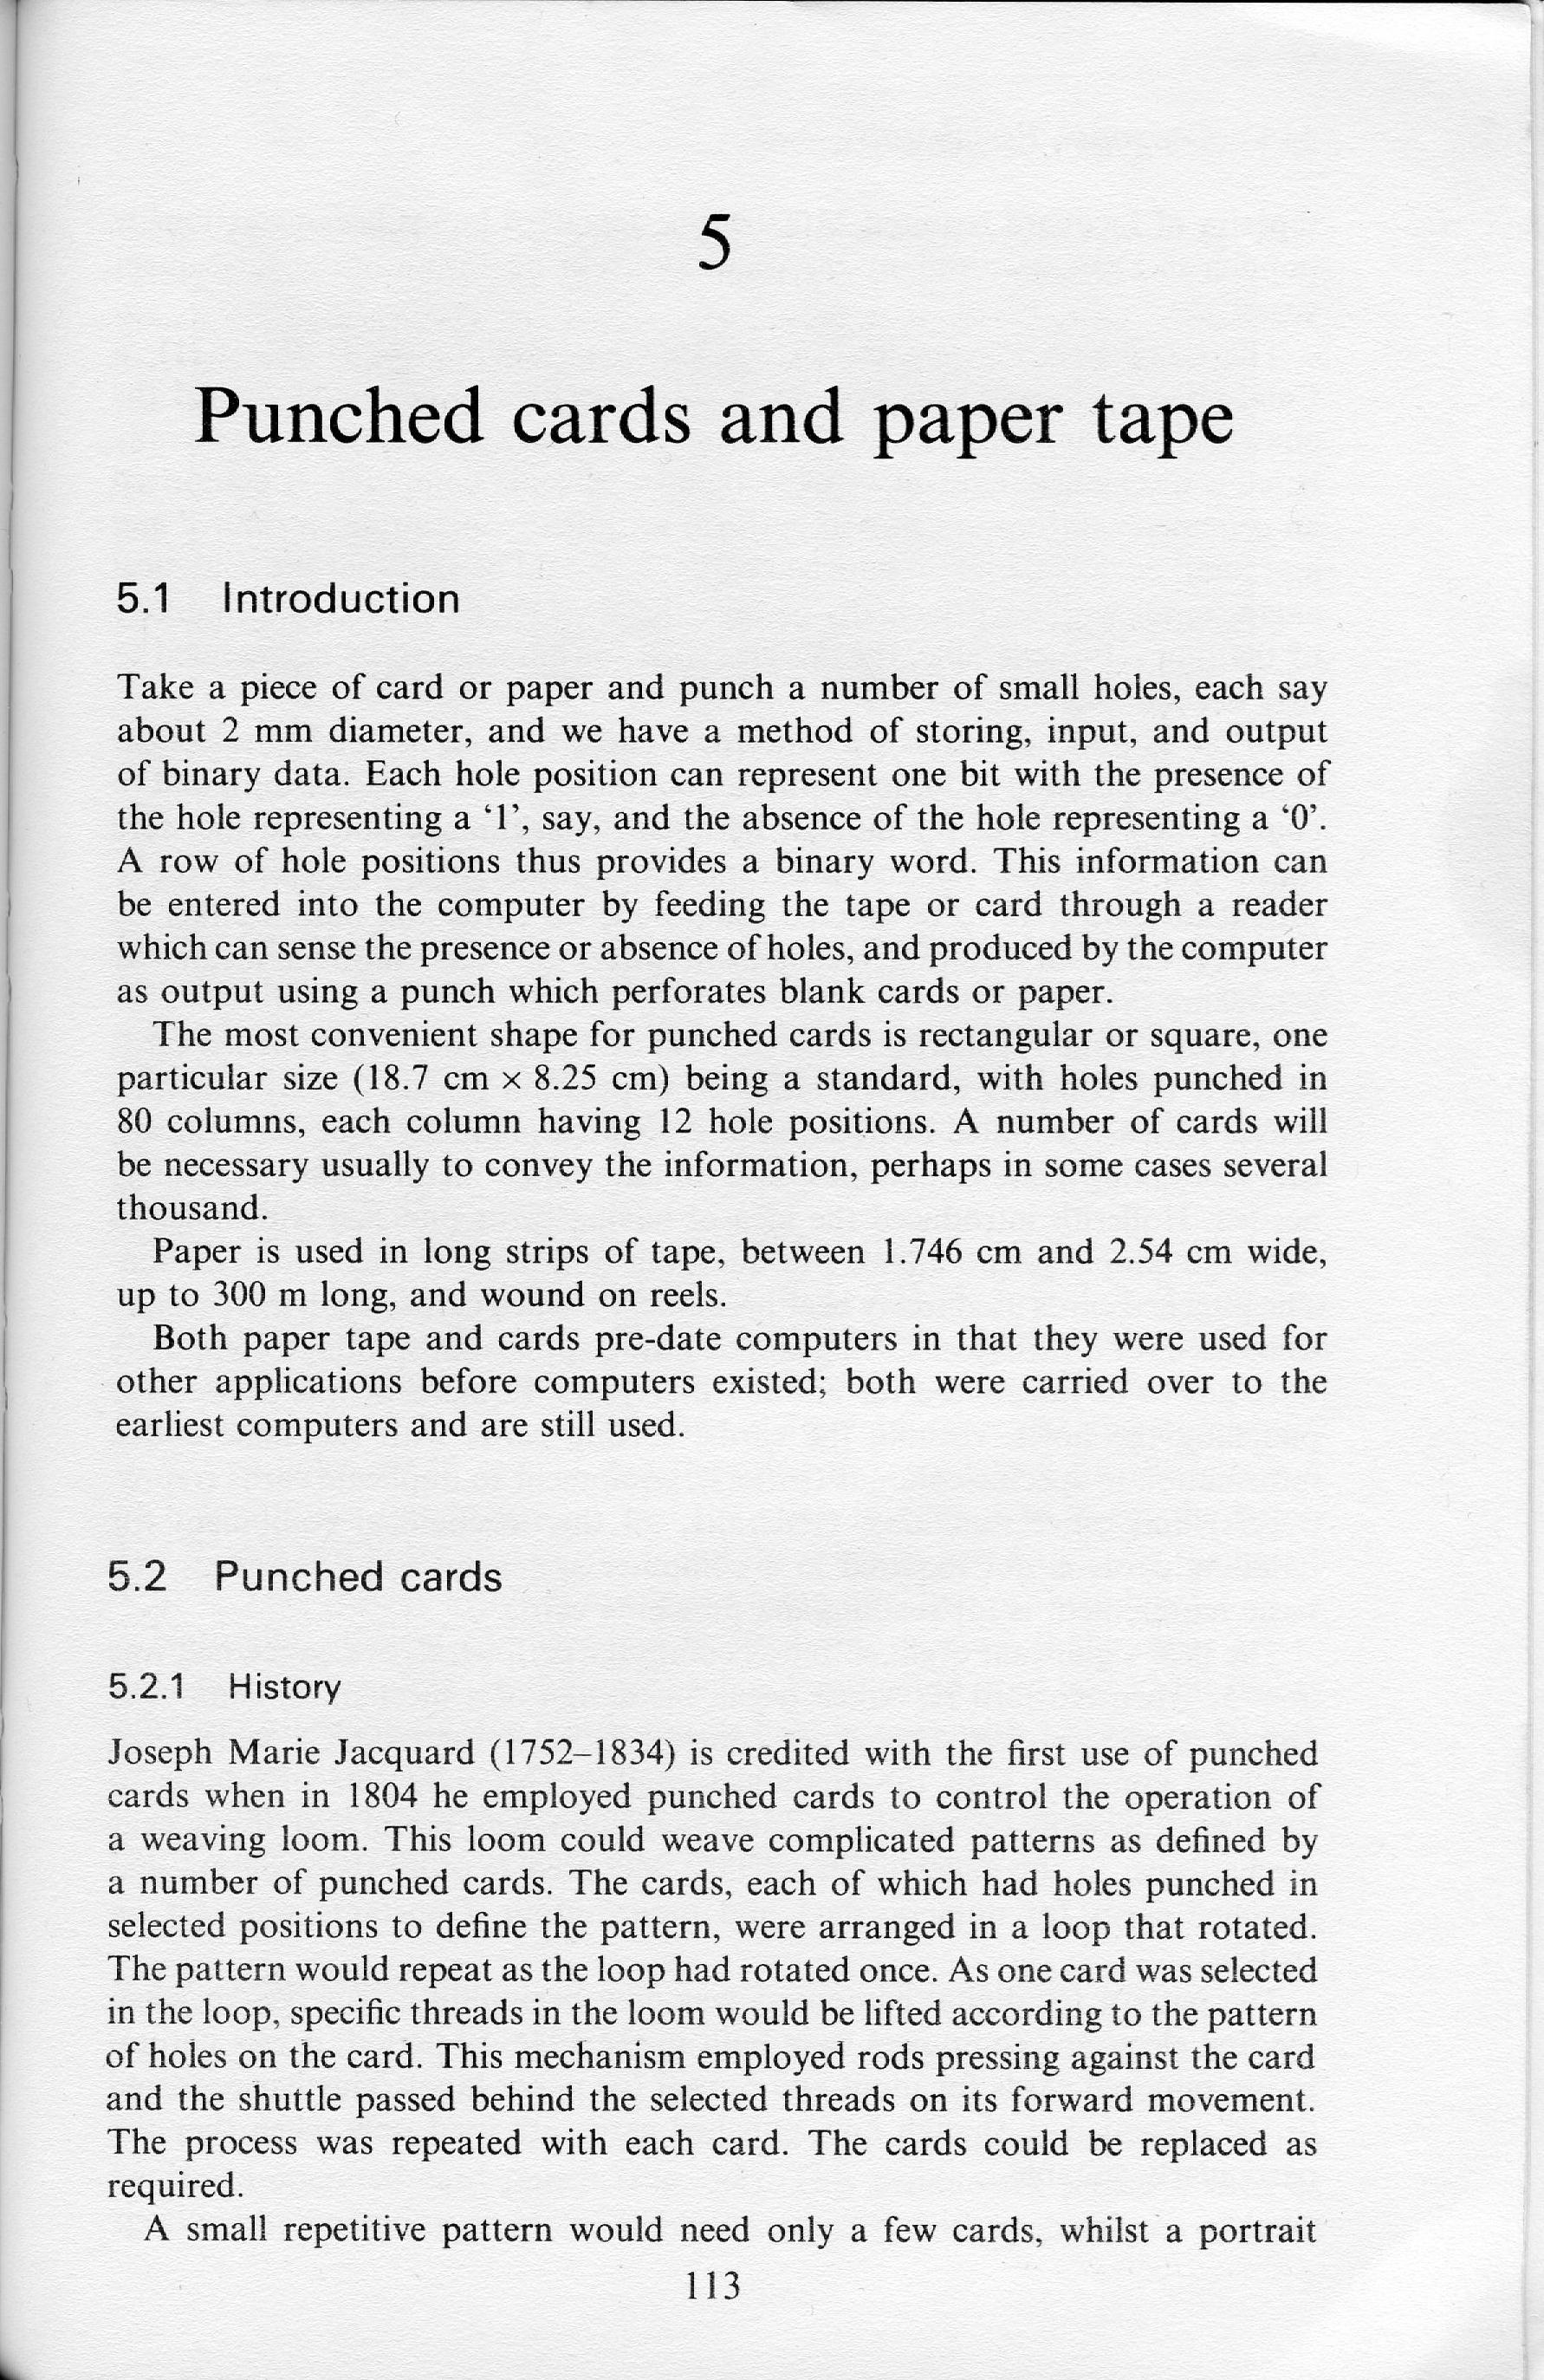 5
Punched cards and paper tape
5.1 Introduction
Take a piece of card or paper and punch a number of small holes, each say
about 2 mm diameter, and we have a method of storing, input, and output
of binary data. Each hole position can represent one bit with the presence of
the hole representing a ‘1’, say, and the absence of the hole representing a ‘0’.
A row of hole positions thus provides a binary word. This information can
be entered into the computer by feeding the tape or card through a reader
which can sense the presence or absence of holes, and produced by the computer
as output using a punch which perforates blank cards or paper.
The most convenient shape for punched cards is rectangular or square, one
particular size (18.7 cm × 8.25 cm) being a standard, with holes punched in
80 columns, each column having 12 hole positions. A number of cards will
be necessary usually to convey the information, perhaps in some cases several
thousand.
Paper is used in long strips of tape, between 1.746 cm and 2.54 cm wide,
up to 300 m long, and wound on reels.
Both paper tape and cards pre-date computers in that they were used for
other applications before computers existed; both were carried over to the
earliest computers and are still used.
5.2 Punched cards
5.2.1 History
Joseph Marie Jacquard (1752–1834) is credited with the first use of punched
cards when in 1804 he employed punched cards to control the operation of
a weaving loom. This loom could weave complicated patterns as defined by
a number of punched cards. The cards, each of which had holes punched in
selected positions to define the pattern, were arranged in a loop that rotated.
The pattern would repeat as the loop had rotated once. As one card was selected
in the loop, specific threads in the loom would be lifted according to the pattern
of holes on the card. This mechanism employed rods pressing against the card
and the shuttle passed behind the selected threads on its forward movement.
The process was repeated with each card. The cards could be replaced as
required.
A small repetitive pattern would need only a few cards, whilst a portrait
113